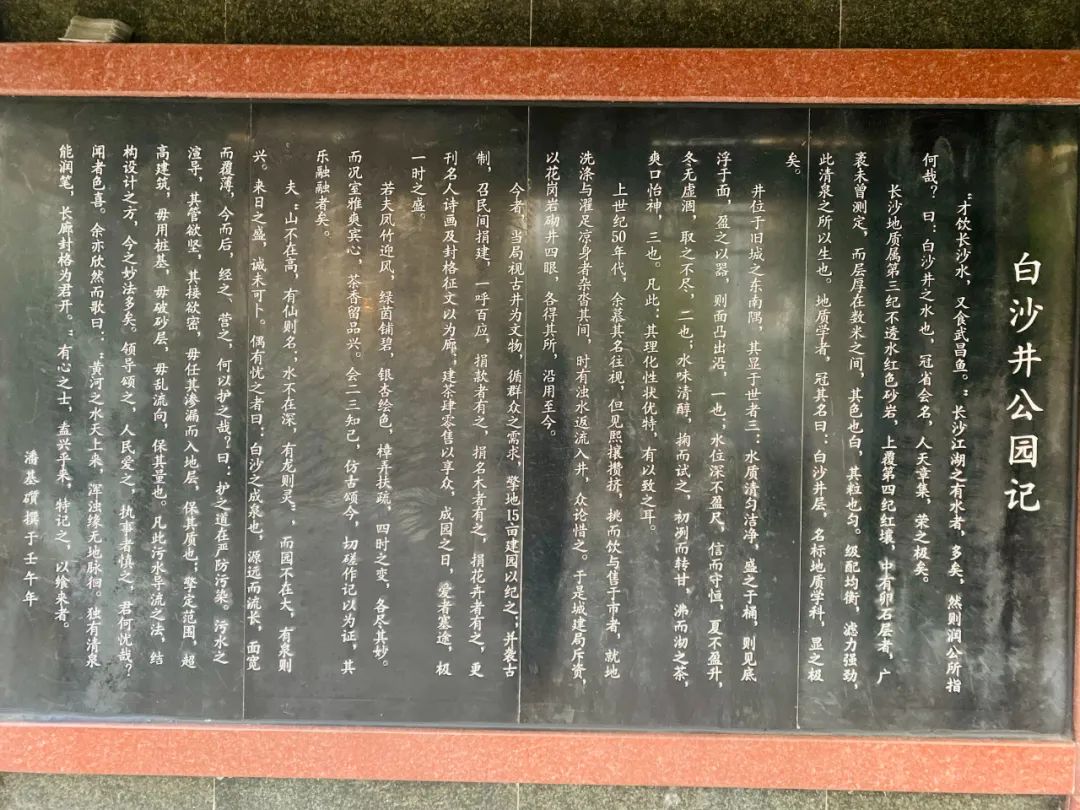 白沙井公园记
“才饮长沙水，又食武昌鱼。”长沙江湖之有水者，多矣，然则润公所指
何哉？曰：白沙井之水也，冠省会名，人天章集，荣之极矣。
长沙地质属第三纪不透水红色砂岩，上覆第四纪红壤，中有卵石层者，广
袤未曾测定，而层厚在数米之间，其色也白，其粒也匀。级配均衡，滤力强劲，
此清泉之所以生也。地质学者，冠其名曰：白沙井层，名标地质学科，显之极
矣。
井位于旧城之东南隅，其显于世者三：水质清匀洁净，盛之于桶，则见底
浮子面，盈之以器，则面凸出沿，一也；水位深不盈尺，信而守恒，夏不盈升，
冬无虚涸，取之不尽，二也；水味清醇，掬而试之，初冽而转甘，沸而沏之茶，
爽口怡神，三也。凡此：其理化性状优特，有以致之耳。
上世纪50年代，余慕其名往视，但见熙攘攒挤，挑而饮与售于市者，就地
洗涤与濯足凉身者杂沓其间，时有浊水返流入井，众论惜之。于是城建局斥资，
以花岗岩砌井四眼，各得其所，沿用至今。
今者，当局视古井为文物，循群众之需求，擘地15亩建园以纪之；并袭古
制，召民间捐建，一呼百应，捐款者有之，捐名木者有之，捐花卉者有之，更
刊名人诗画及封格征文以为廊，建茶肆零售以享众，成园之日，爱者塞途，极
一时之盛。
若夫凤竹迎风，绿茵铺碧，银杏绘色，樟弄扶疏，四时之变，各尽其妙。
而况室雅爽宾心，茶香留品兴。会二三知己，仿古颂今，切磋作记以为证，其
乐融融者矣。
夫：“山不在高，有仙则名；水不在深，有龙则灵”，而园不在大，有泉则
兴。来日之盛，诚未可卜。偶有忧之者曰：白沙之成泉也，源远而流长，面宽
而覆薄，今而后，经之、营之，何以护之哉？曰：护之道在严防污染。污水之
渲导，其管欲坚，其接欲密，毋任其渗漏而入地层，保其质也；擘定范围，超
高建筑，毋用桩基，毋破砂层，毋乱流向，保其量也。凡此污水导流之法，结
构设计之方，今之妙法多矣。领导颂之，人民爱之，执事者慎之，君何忧哉？
闻者色喜。余亦欣然而歌曰：“黄河之水天上来，浑浊缘无地脉徊。独有清泉
能润笔，长廊封格为君开。”有心之士，盍兴乎来，特记之，以绘来者。
潘基礩撰于壬午年